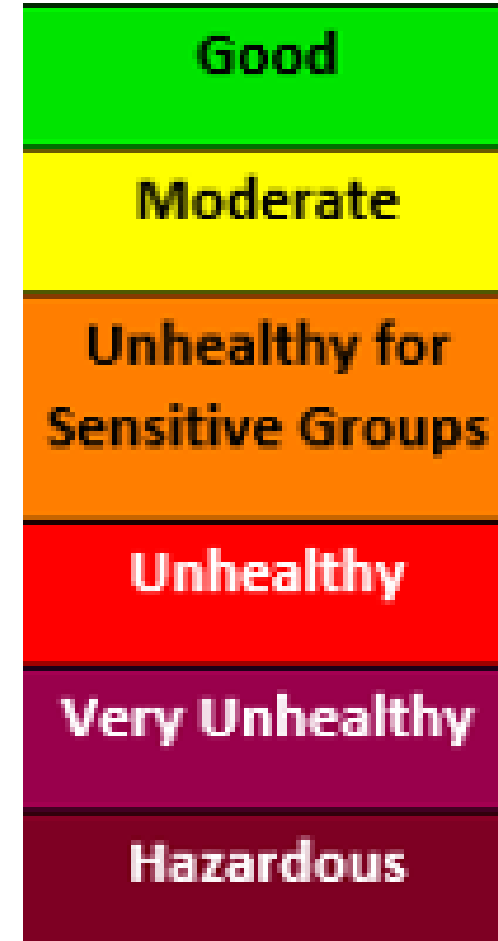 Good
Moderate
Unhealthy for
Sensitive Groups
Unhealthy
Very Unhealthy
Hazardous